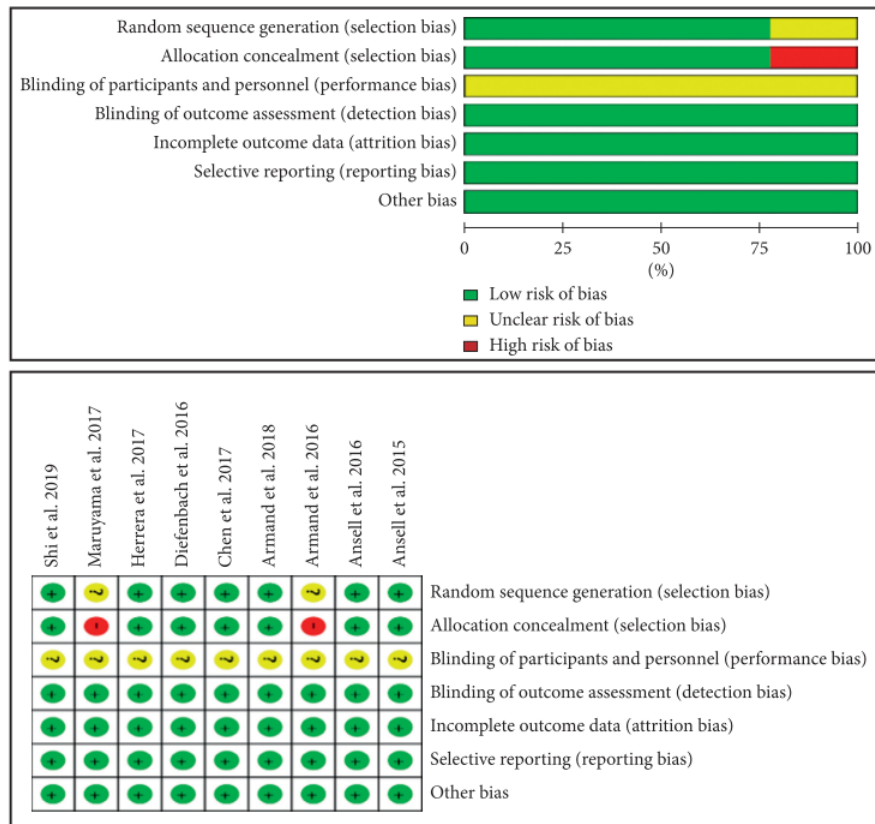 Random sequence generation (selection bias)
Allocation concealment (selection bias)
Blinding of participants and personnel (performance bias)
Blinding of outcome assessment (detection bias)
Incomplete outcome data (attrition bias)
Selective reporting (reporting bias)
Other bias
0 25 50 75 100
(%)
Low risk of bias
Unclear risk of bias
High risk of bias
Shi et al. 2019
Maruyama et al. 2017
Herrera et al. 2017
Diefenbach et al. 2016
Chen et al. 2017
Armand et al. 2018
Armand et al. 2016
Ansell et al. 2016
Ansell et al. 2015
+ ? + + + + ? + + Random sequence generation (selection bias)
+ - + + + + - + + Allocation concealment (selection bias)
? ? ? ? ? ? ? ? ? Blinding of participants and personnel (performance bias)
+ + + + + + + + + Blinding of outcome assessment (detection bias)
+ + + + + + + + + Incomplete outcome data (attrition bias)
+ + + + + + + + + Selective reporting (reporting bias)
+ + + + + + + + + Other bias